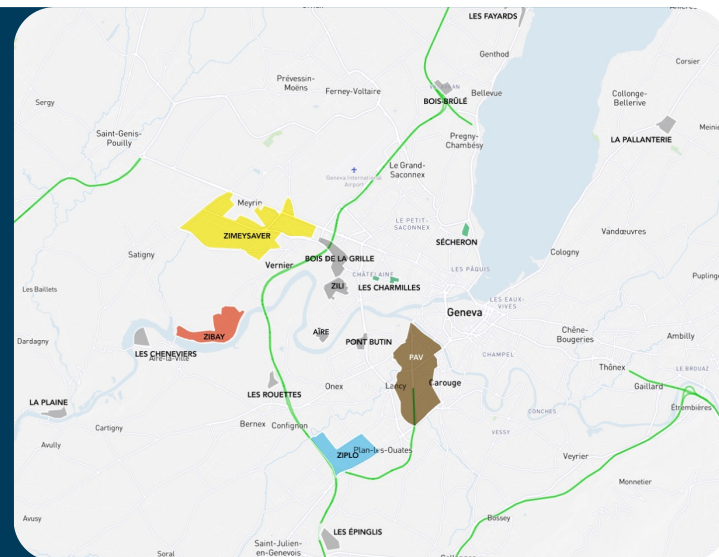 LES FAYARDS
Genthod
Corsier
Prévessin-
Moëns
Ferney-Voltaire
Bellevue
Collonge-
Bellerive
Sergy
BOIS-BRÛLÉ
Saint-Genis-
Pouilly
Pregny-
Chambésy
LA PALLANTERIE
Geneva International
Airport
Le Grand-
Saconnex
Meyrin
LE PETIT-
SACONNEX
ZIMEYSAVER
SÉCHERON
Vandœuvres
Satigny
Vernier
BOIS DE LA GRILLE
Cologny
CHÂTELAINE
LES PÂQUIS
Les Baillets
ZILI
LES CHARMILLES
LES EAUX-
VIVES
Geneva
ZIBAY
AÏRE
PONT BUTIN
Chêne-
Bougeries
Ambilly
Dardagny
LES CHENEVIERS
Aire-la-Ville
PAV
CHAMPEL
Thônex
LE BROUAZ
Onex
Lancy
Carouge
Gaillard
LES ROUETTES
LA PLAINE
CONCHES
Étrembières
Cartigny
Bernex
Confignon
VESSY
Avully
ZIPLO
Plan-les-Ouates
Veyrier
Monnetier
Avusy
Bossey
LES ÉPINGLIS
Soral
Saint-Julien-
en-Genevois